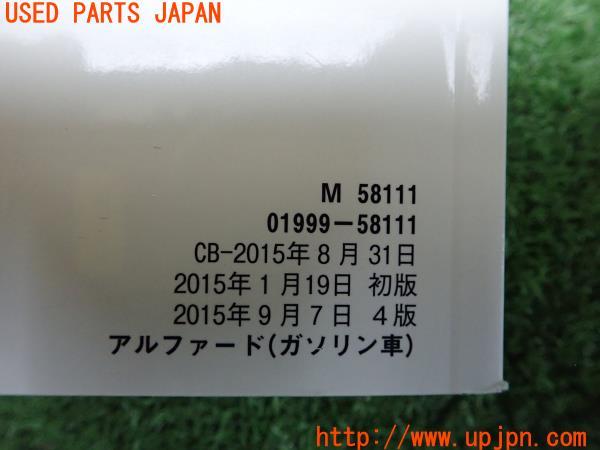 USED PARTS JAPAN
M 58111
01999-58111
CB-2015年8月31日
2015年1月19日 初版
2015年9月7日 4版
アルファード(ガソリン車)
http://www.upjpn.com